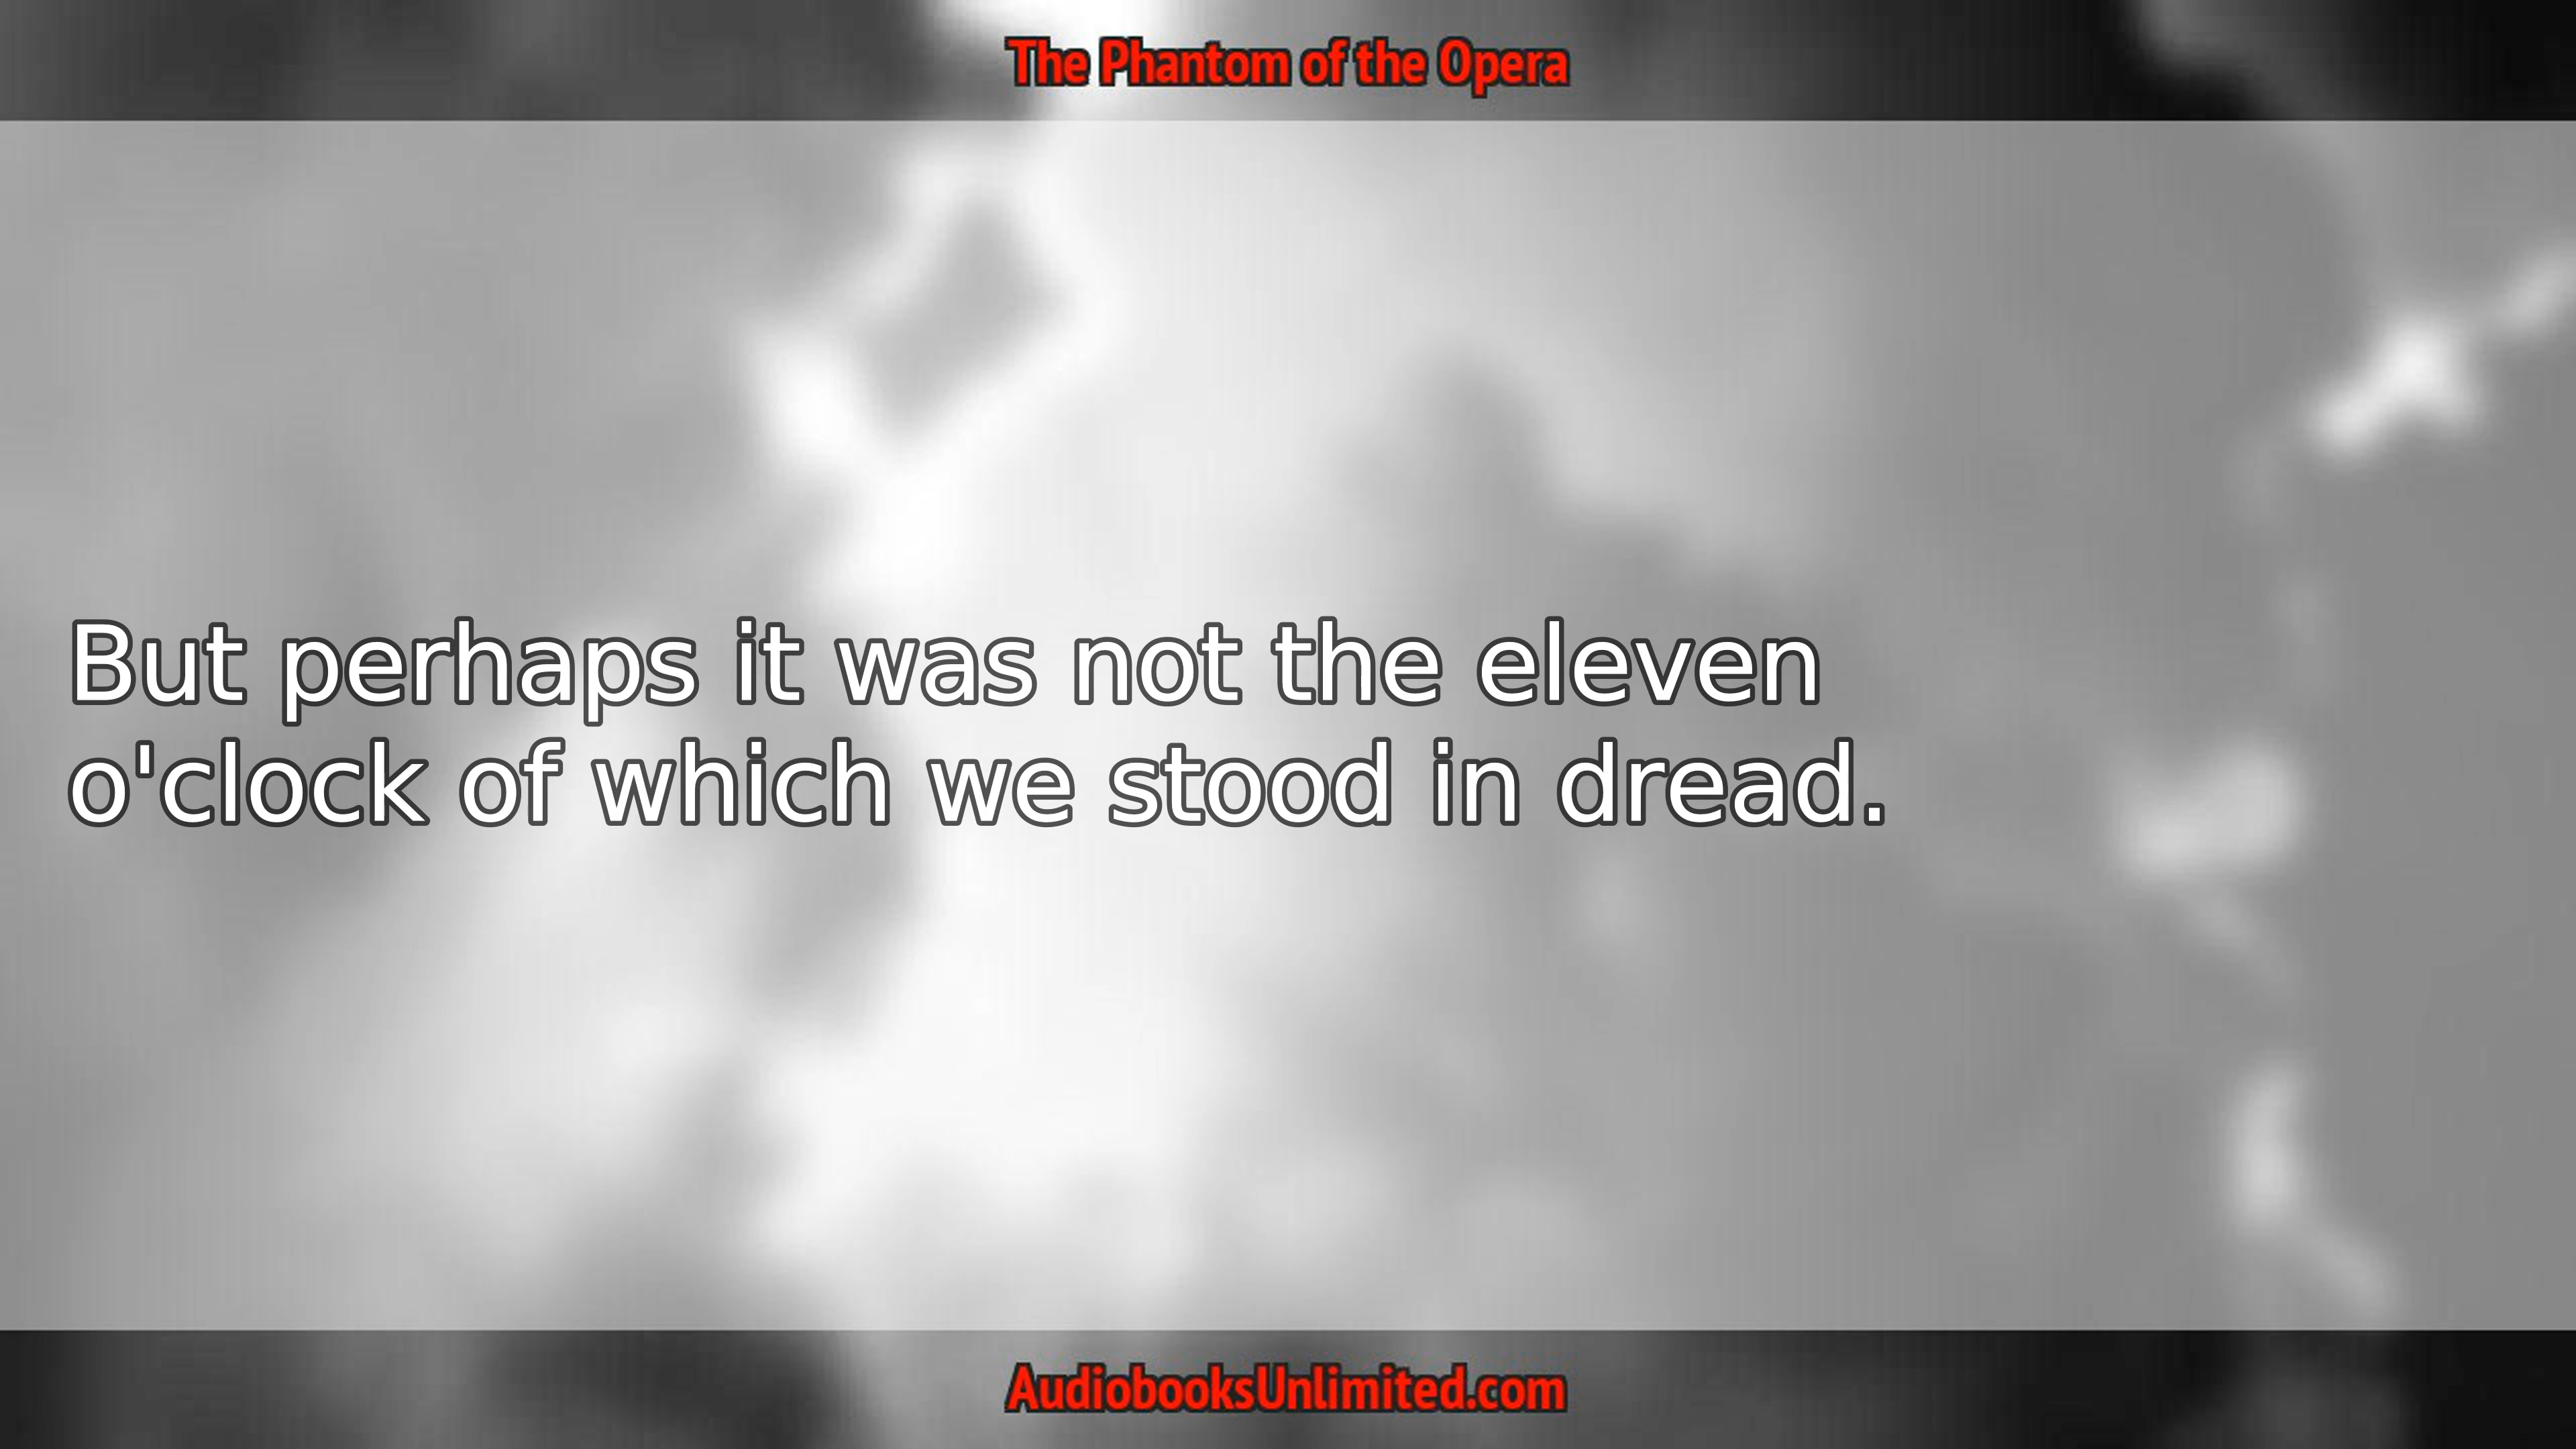 The Phantom of the Opera
But perhaps it was not the eleven
o'clock of which we stood in dread.
AudiobooksUnlimited.com